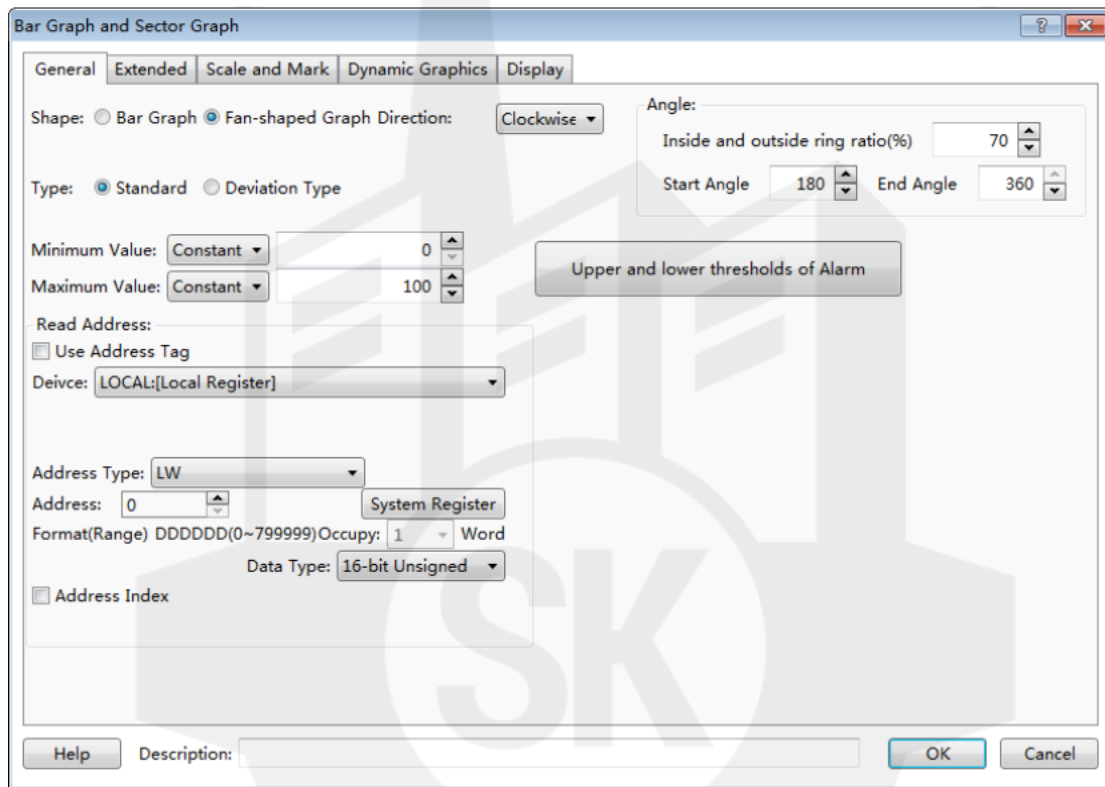 Bar Graph and Sector Graph
General Extended Scale and Mark Dynamic Graphics Display
Shape: Bar Graph Fan-shaped Graph Direction: Clockwise
Angle:
Inside and outside ring ratio(%) 70
Type: Standard Deviation Type
Start Angle 180 End Angle 360
Minimum Value: Constant 0
Maximum Value: Constant 100
Upper and lower thresholds of Alarm
Read Address:
Use Address Tag
Deivce: LOCAL:[Local Register]
Address Type: LW
Address: 0 System Register
Format(Range) DDDDDD(0~799999)Occupy: 1 Word
Data Type: 16-bit Unsigned
Address Index
SK
Help Description: OK Cancel